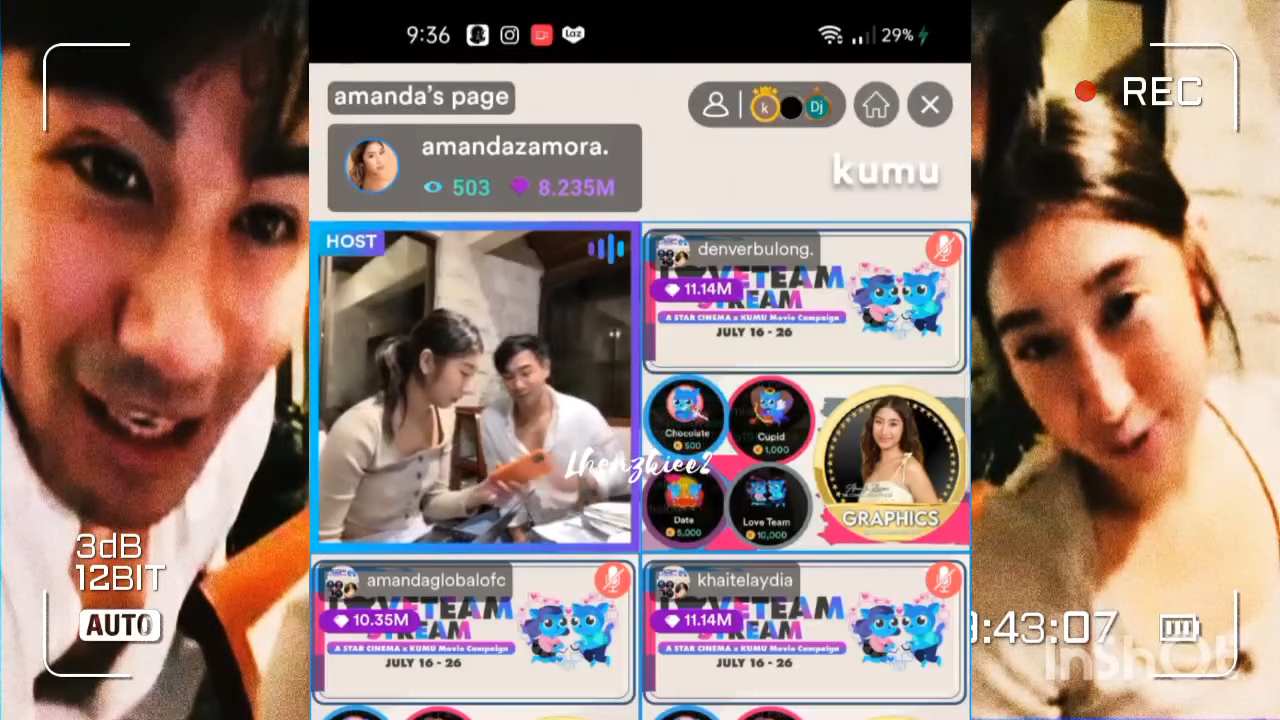 9:36
laz
29%
REC
amanda's page
k
Dj
amandazamora.
503
8.235M
kumu
HOST
denverbulong.
11.14M
LOVETEAM
STREAM
A STAR CINEMA x KUMU Movie Campaign
JULY 16 - 26
Chocolate
500
Cupid
1,000
Date
5,000
Love Team
10,000
GRAPHICS
Lhenzkiee2
3dB
12BIT
AUTO
amandaglobalofc
10.35M
LOVETEAM
STREAM
A STAR CINEMA x KUMU Movie Campaign
JULY 16 - 26
khaitelaydia
11.14M
LOVETEAM
STREAM
A STAR CINEMA x KUMU Movie Campaign
JULY 16 - 26
:43:07
InShOt